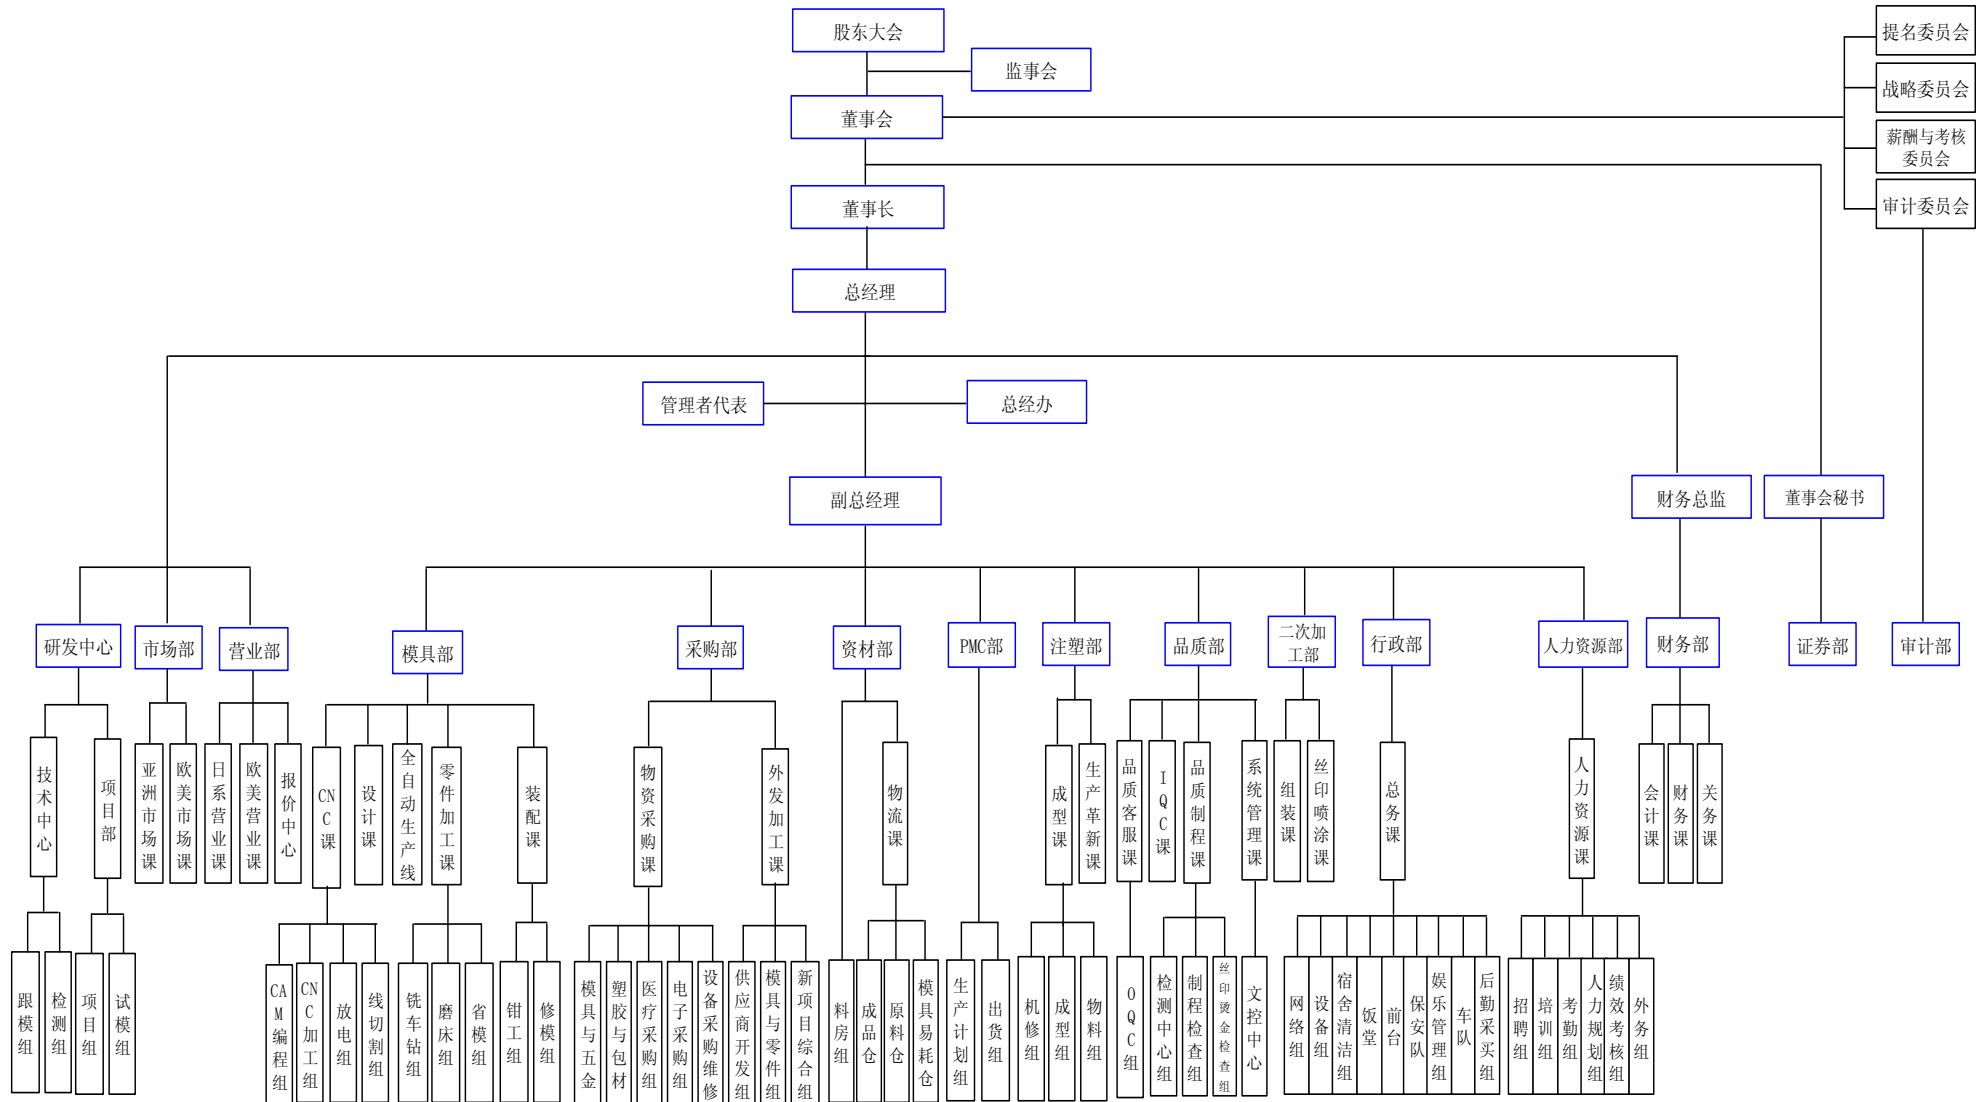 股东大会
监事会
董事会
提名委员会
战略委员会
薪酬与考核
委员会
审计委员会
董事长
总经理
管理者代表
总经办
副总经理
财务总监
董事会秘书
研发中心
市场部
营业部
模具部
采购部
资材部
PMC部
注塑部
品质部
二次加
工部
行政部
人力资源部
财务部
证券部
审计部
技术中心
项目部
亚洲市场课
欧美市场课
日系营业课
欧美营业课
报价中心
CNC课
设计课
全自动生产线
零件加工课
装配课
物资采购课
外发加工课
物流课
成型课
生产革新课
品质客服课
IQC课
品质制程课
系统管理课
组装课
丝印喷涂课
总务课
人力资源课
会计课
财务课
关务课
跟模组
检测组
项目组
试模组
CAM编程组
CNC加工组
放电组
线切割组
铣车钻组
磨床组
省模组
钳工组
修模组
模具与五金
塑胶与包材
医疗采购组
电子采购组
设备采购维修
供应商开发组
模具与零件组
新项目综合组
料房组
成品仓
原料仓
模具易耗仓
生产计划组
出货组
机修组
成型组
物料组
OQC组
检测中心组
制程检查组
丝印烫金检查组
文控中心
网络组
设备组
宿舍清洁组
饭堂
前台
保安队
娱乐管理组
车队
后勤采买组
招聘组
培训组
考勤组
人力规划组
绩效考核组
外务组